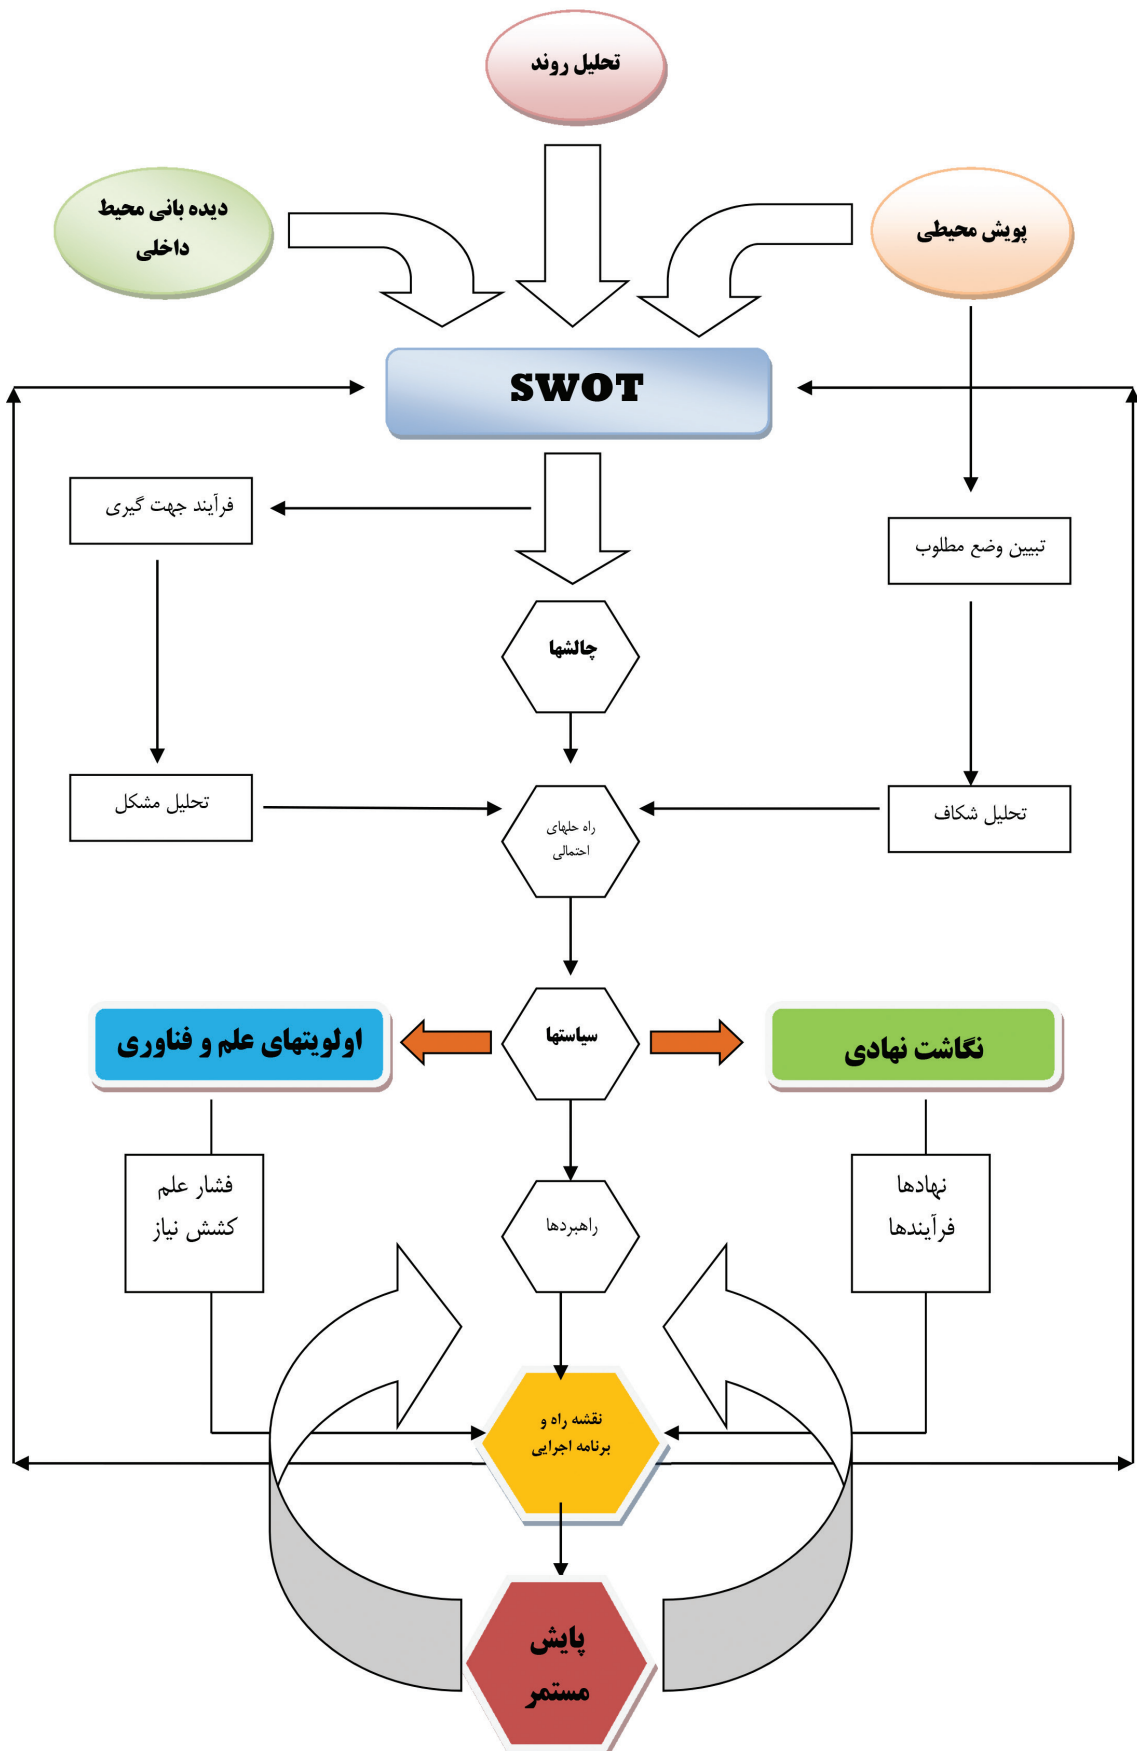 تحلیل روند
پویش محیطی
دیده بانی محیط
داخلی
SWOT
فرآیند جهت گیری
تبیین وضع مطلوب
چالشها
تحلیل شکاف
راه حلهای
احتمالی
تحلیل مشکل
نگاشت نهادی
سیاستها
اولویتهای علم و فناوری
نهادها
فرآیندها
راهبردها
فشار علم
کشش نیاز
نقشه راه و
برنامه اجرایی
پایش
مستمر